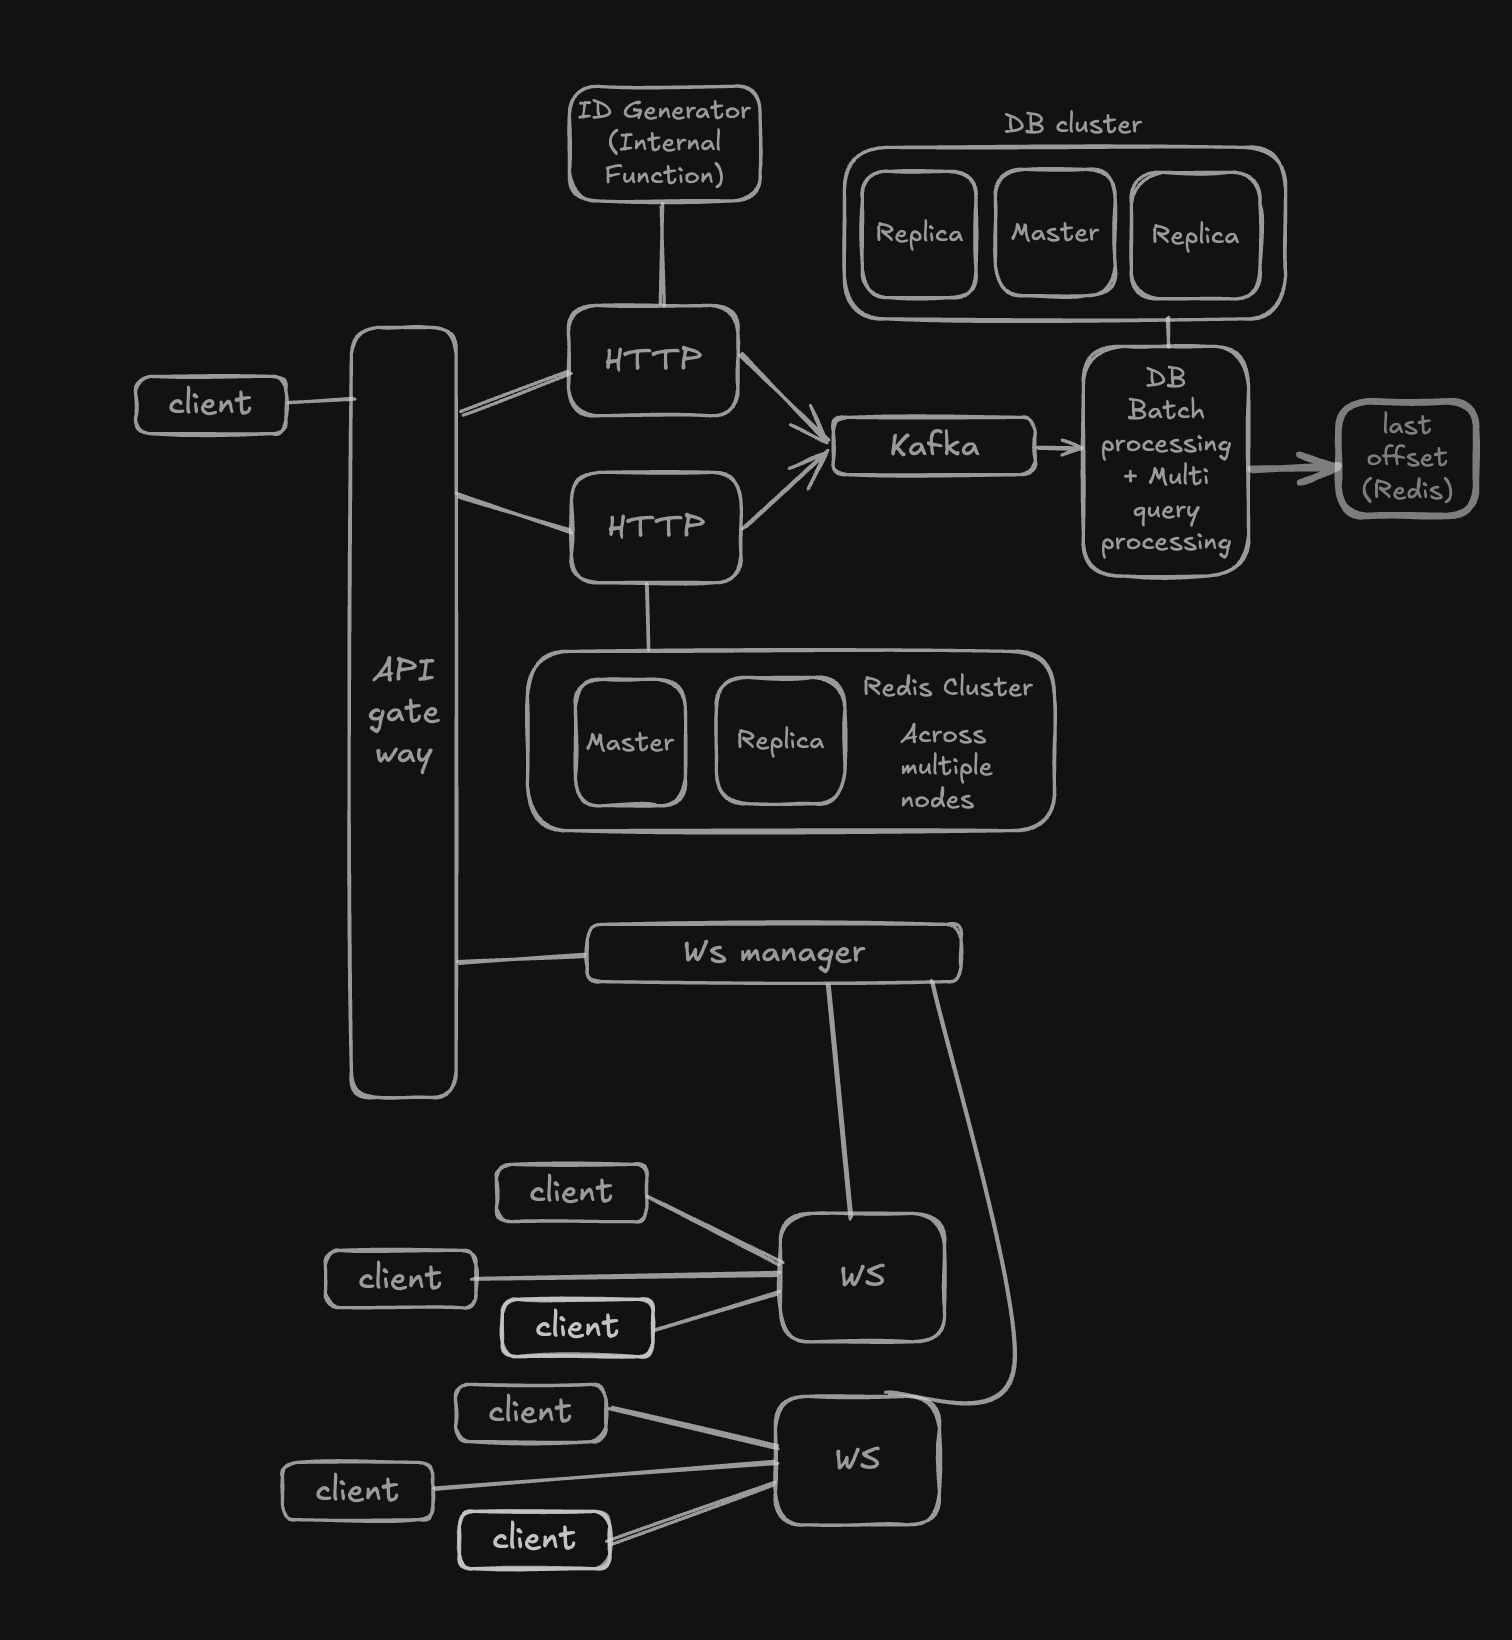 ID Generator
(Internal
Function)
DB cluster
Replica
Master
Replica
HTTP
client
HTTP
Kafka
DB
Batch
processing
+ Multi
query
processing
last
offset
(Redis)
API
gate
way
Master
Replica
Redis Cluster
Across
multiple
nodes
Ws manager
client
client
client
WS
client
client
client
WS